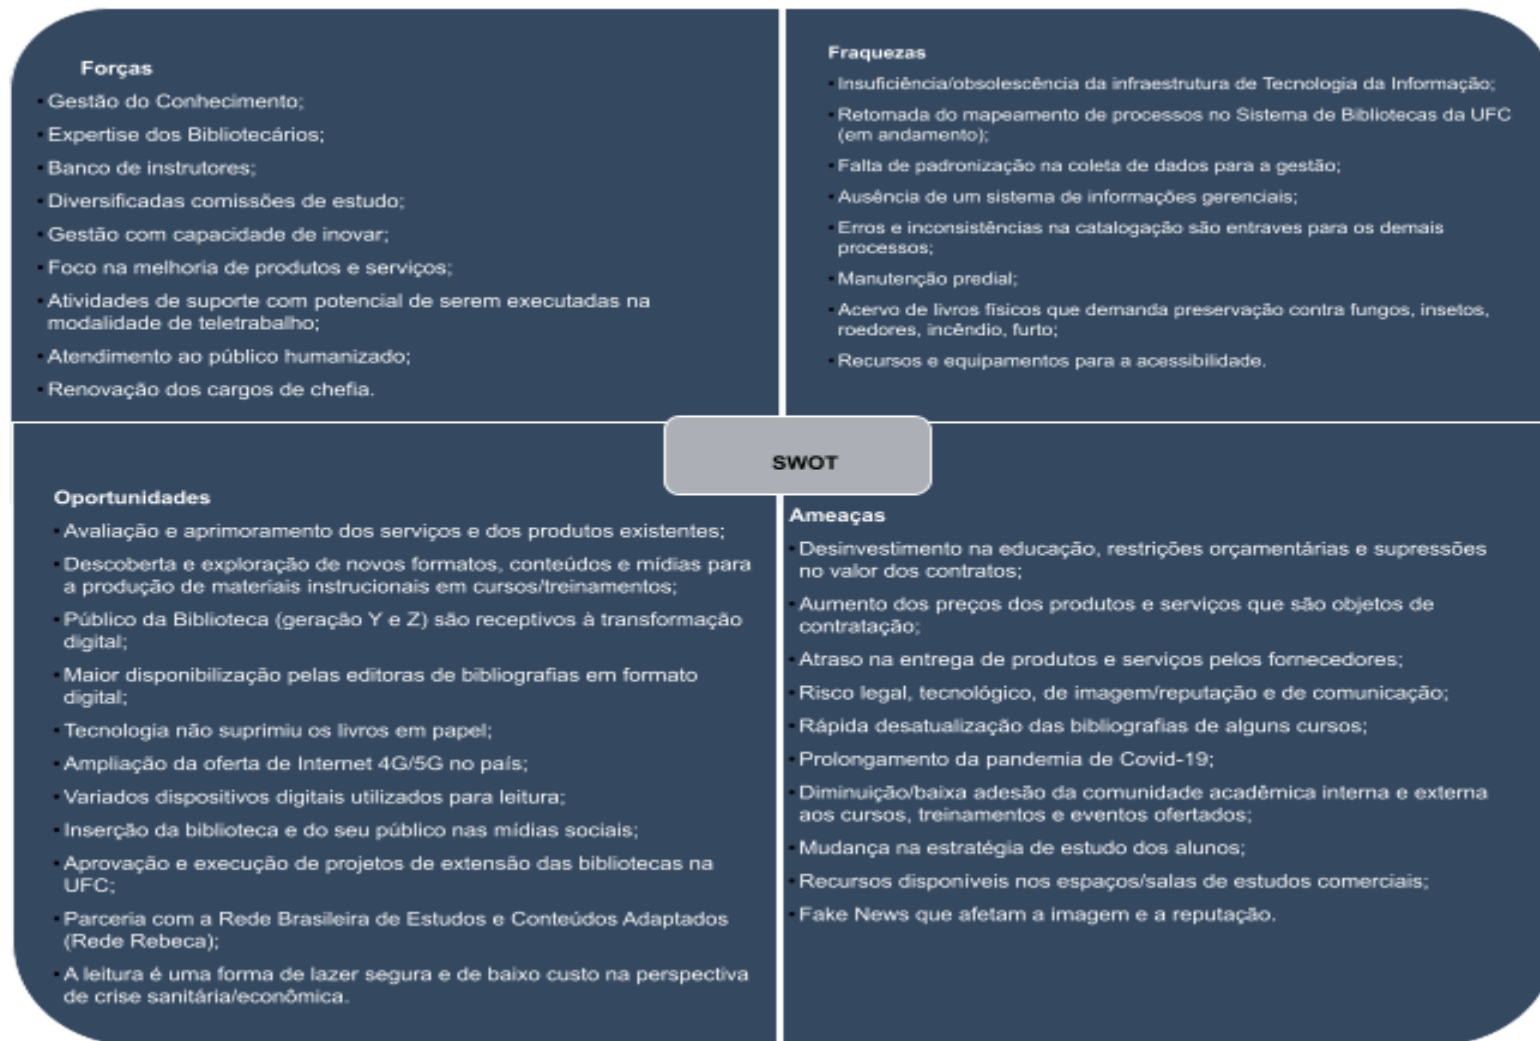 Forças
Gestão do Conhecimento;
Expertise dos Bibliotecários;
Banco de instrutores;
Diversificadas comissões de estudo;
Gestão com capacidade de inovar;
Foco na melhoria de produtos e serviços;
Atividades de suporte com potencial de serem executadas na
modalidade de teletrabalho;
Atendimento ao público humanizado;
Renovação dos cargos de chefia.
Fraquezas
Insuficiência/obsolescência da infraestrutura de Tecnologia da Informação;
Retomada do mapeamento de processos no Sistema de Bibliotecas da UFC
(em andamento);
Falta de padronização na coleta de dados para a gestão;
Ausência de um sistema de informações gerenciais;
Erros e inconsistências na catalogação são entraves para os demais
processos;
Manutenção predial;
Acervo de livros físicos que demanda preservação contra fungos, insetos,
roedores, incêndio, furto;
Recursos e equipamentos para a acessibilidade.
SWOT
Oportunidades
Avaliação e aprimoramento dos serviços e dos produtos existentes;
Descoberta e exploração de novos formatos, conteúdos e mídias para
a produção de materiais instrucionais em cursos/treinamentos;
Público da Biblioteca (geração Y e Z) são receptivos à transformação
digital;
Maior disponibilização pelas editoras de bibliografias em formato
digital;
Tecnologia não suprimiu os livros em papel;
Ampliação da oferta de Internet 4G/5G no país;
Variados dispositivos digitais utilizados para leitura;
Inserção da biblioteca e do seu público nas mídias sociais;
Aprovação e execução de projetos de extensão das bibliotecas na
UFC;
Parceria com a Rede Brasileira de Estudos e Conteúdos Adaptados
(Rede Rebeca);
A leitura é uma forma de lazer segura e de baixo custo na perspectiva
de crise sanitária/econômica.
Ameaças
Desinvestimento na educação, restrições orçamentárias e supressões
no valor dos contratos;
Aumento dos preços dos produtos e serviços que são objetos de
contratação;
Atraso na entrega de produtos e serviços pelos fornecedores;
Risco legal, tecnológico, de imagem/reputação e de comunicação;
Rápida desatualização das bibliografias de alguns cursos;
Prolongamento da pandemia de Covid-19;
Diminuição/baixa adesão da comunidade acadêmica interna e externa
aos cursos, treinamentos e eventos ofertados;
Mudança na estratégia de estudo dos alunos;
Recursos disponíveis nos espaços/salas de estudos comerciais;
Fake News que afetam a imagem e a reputação.